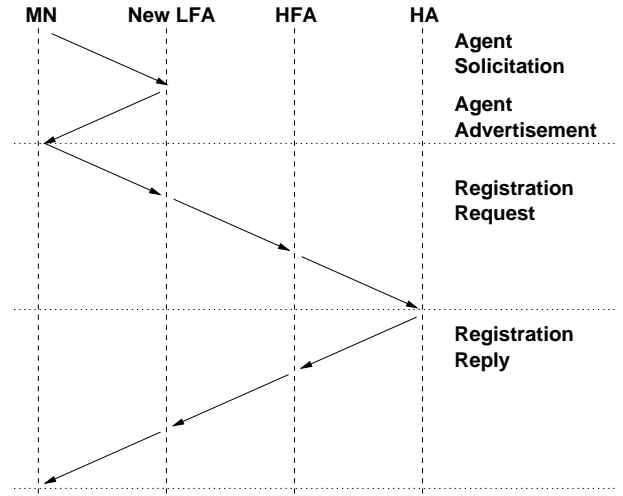 MN New LFA HFA HA
Agent
Solicitation
Agent
Advertisement
Registration
Request
Registration
Reply